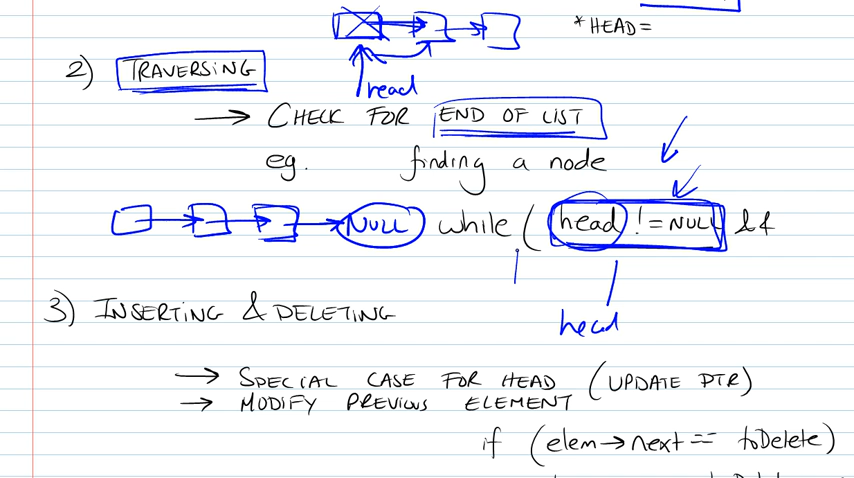 *HEAD=
head
2) TRAVERSING
→ CHECK FOR END OF LIST
eg. finding a node
NULL while ( head != NULL &&
head
3) INSERTING & DELETING
→ SPECIAL CASE FOR HEAD (UPDATE PTR)
→ MODIFY PREVIOUS ELEMENT
if (elem→next == toDelete)